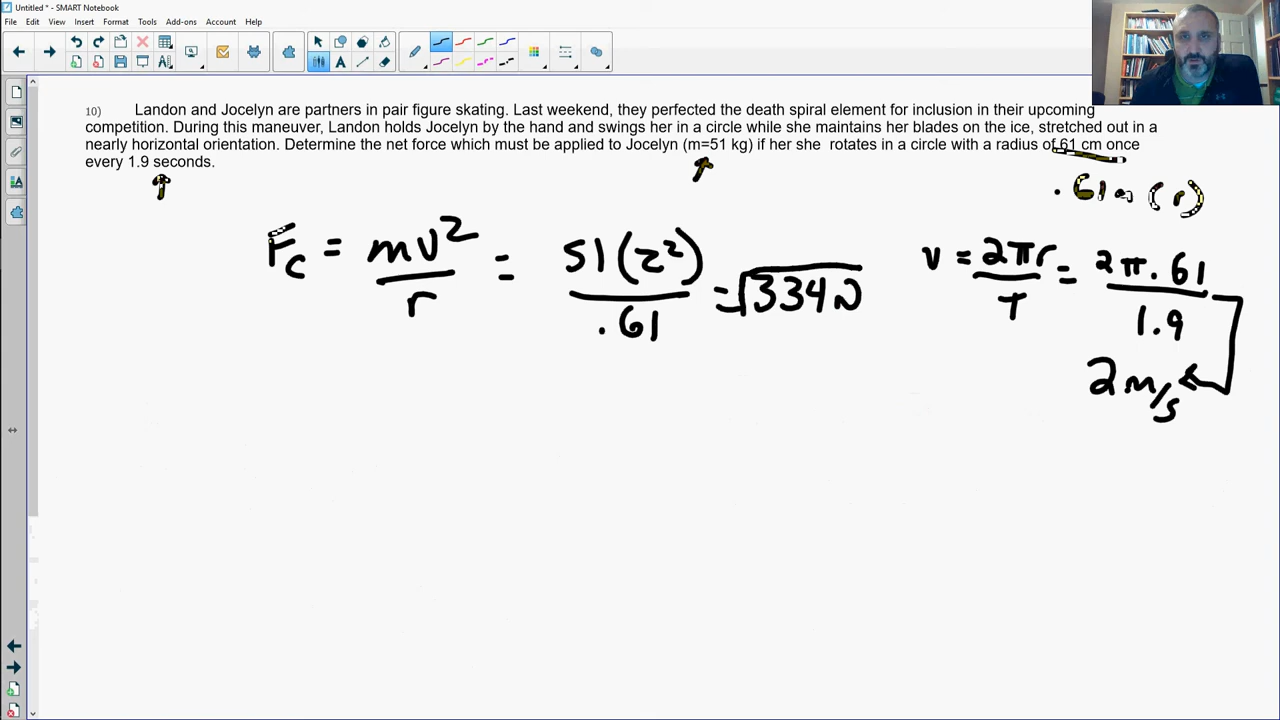 Untitled * - SMART Notebook
File Edit View Insert Format Tools Add-ons Account Help
10) Landon and Jocelyn are partners in pair figure skating. Last weekend, they perfected the death spiral element for inclusion in their upcoming
competition. During this maneuver, Landon holds Jocelyn by the hand and swings her in a circle while she maintains her blades on the ice, stretched out in a
nearly horizontal orientation. Determine the net force which must be applied to Jocelyn (m=51 kg) if her she rotates in a circle with a radius of 61 cm once
every 1.9 seconds.
.61 m (r)
Fc = mv²/r = 51(2²)/.61 = 334N
v = 2πr/T = 2π.61/1.9
2 m/s